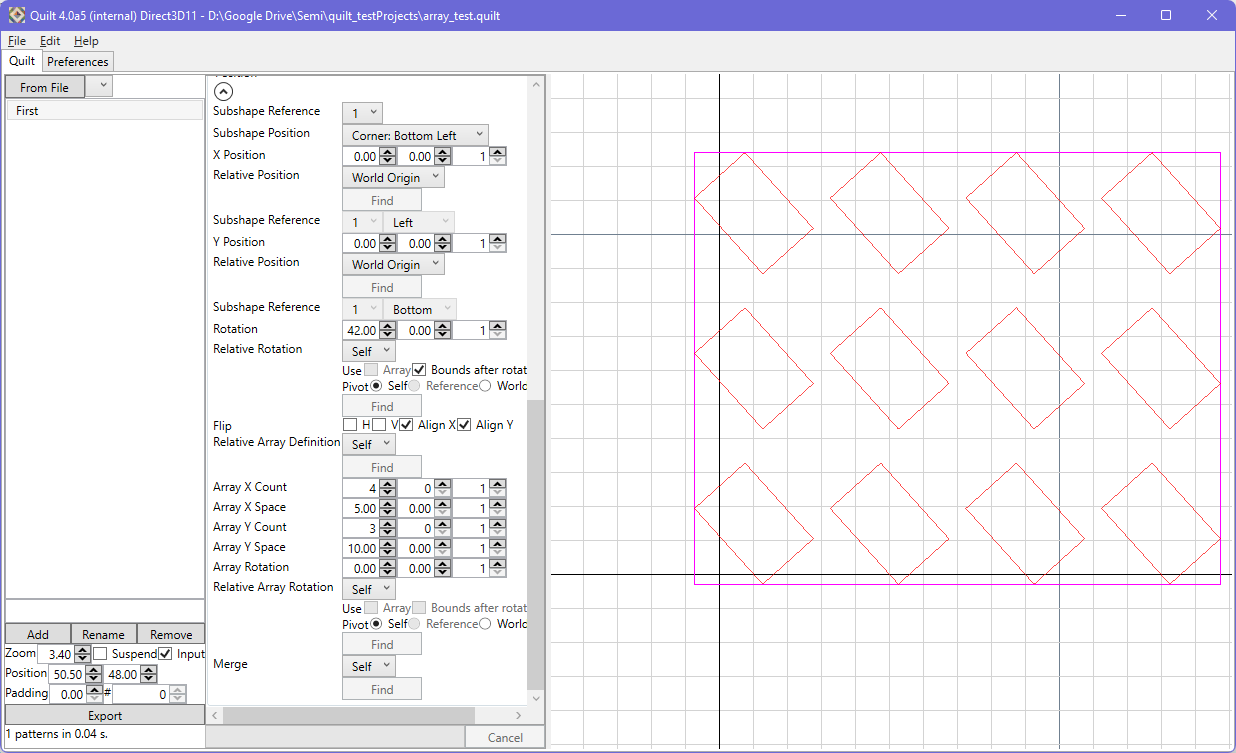 Quilt 4.0a5 (internal) Direct3D11 - D:\Google Drive\Semi\quilt_testProjects\array_test.quilt
File Edit Help
Quilt Preferences
From File
First
Subshape Reference 1
Subshape Position Corner: Bottom Left
X Position 0.00 0.00 1
Relative Position World Origin
Find
Subshape Reference 1 Left
Y Position 0.00 0.00 1
Relative Position World Origin
Find
Subshape Reference 1 Bottom
Rotation 42.00 0.00 1
Relative Rotation Self
Use Array Bounds after rotat
Pivot Self Reference World
Find
Flip H V Align X Align Y
Relative Array Definition Self
Find
Array X Count 4 0 1
Array X Space 5.00 0.00 1
Array Y Count 3 0 1
Array Y Space 10.00 0.00 1
Array Rotation 0.00 0.00 1
Relative Array Rotation Self
Use Array Bounds after rotat
Pivot Self Reference World
Find
Merge Self
Find
Cancel
Add Rename Remove
Zoom 3.40 Suspend Input
Position 50.50 48.00
Padding 0.00 # 0
Export
1 patterns in 0.04 s.